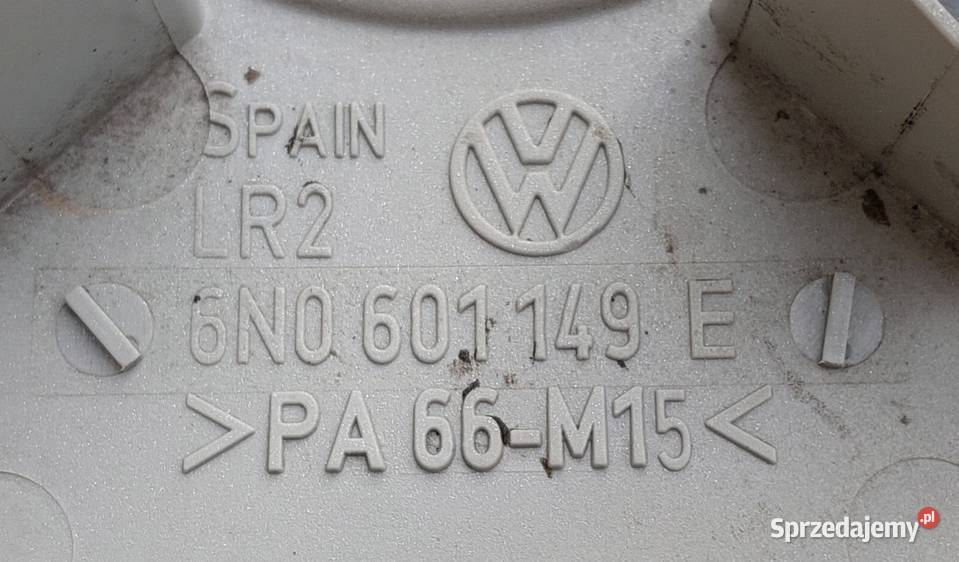 SPAIN
LR2
6N0 601 149 E
>PA 66-M15<
Sprzedajemy.pl